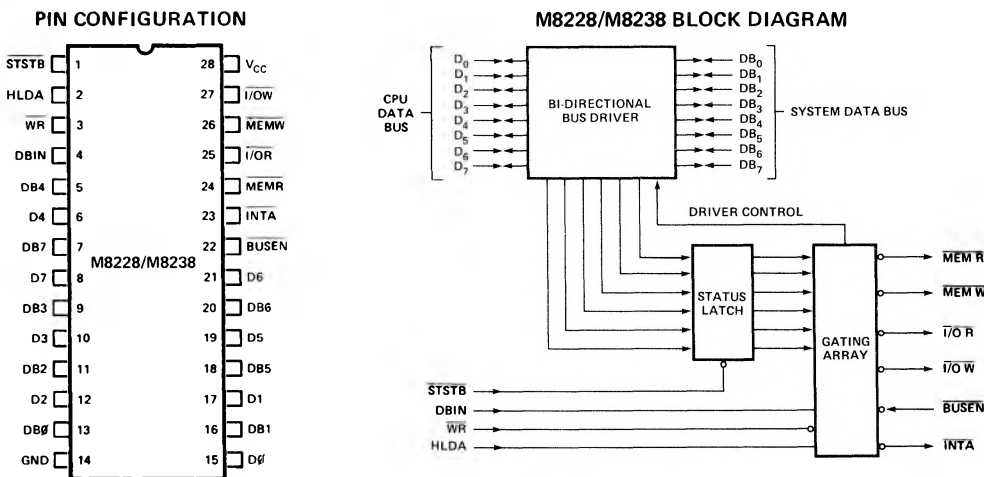 PIN CONFIGURATION
STSTB 1 28 VCC
HLDA 2 27 I/OW
WR 3 26 MEMW
DBIN 4 25 I/OR
DB4 5 24 MEMR
D4 6 23 INTA
DB7 7 22 BUSEN
M8228/M8238
D7 8 21 D6
DB3 9 20 DB6
D3 10 19 D5
DB2 11 18 DB5
D2 12 17 D1
DBØ 13 16 DB1
GND 14 15 DØ
M8228/M8238 BLOCK DIAGRAM
CPU
DATA
BUS
D0
D1
D2
D3
D4
D5
D6
D7
BI-DIRECTIONAL
BUS DRIVER
DB0
DB1
DB2
DB3
DB4
DB5
DB6
DB7
SYSTEM DATA BUS
DRIVER CONTROL
STATUS
LATCH
GATING
ARRAY
MEM R
MEM W
I/O R
I/O W
BUSEN
INTA
STSTB
DBIN
WR
HLDA